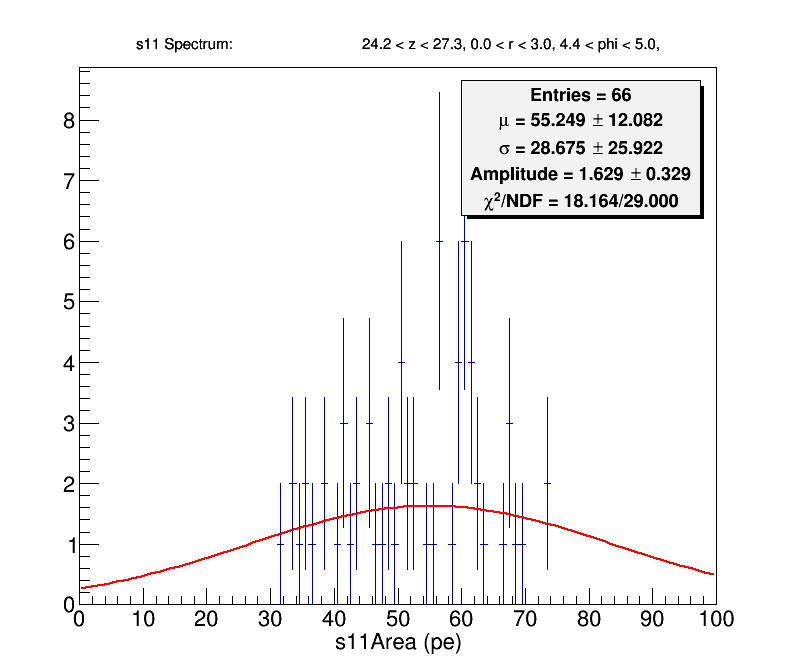 s11 Spectrum: 24.2 < z < 27.3, 0.0 < r < 3.0, 4.4 < phi < 5.0,
Entries = 66
μ = 55.249 ± 12.082
σ = 28.675 ± 25.922
Amplitude = 1.629 ± 0.329
χ²/NDF = 18.164/29.000
8
7
6
5
4
3
2
1
0
0 10 20 30 40 50 60 70 80 90 100
s11Area (pe)